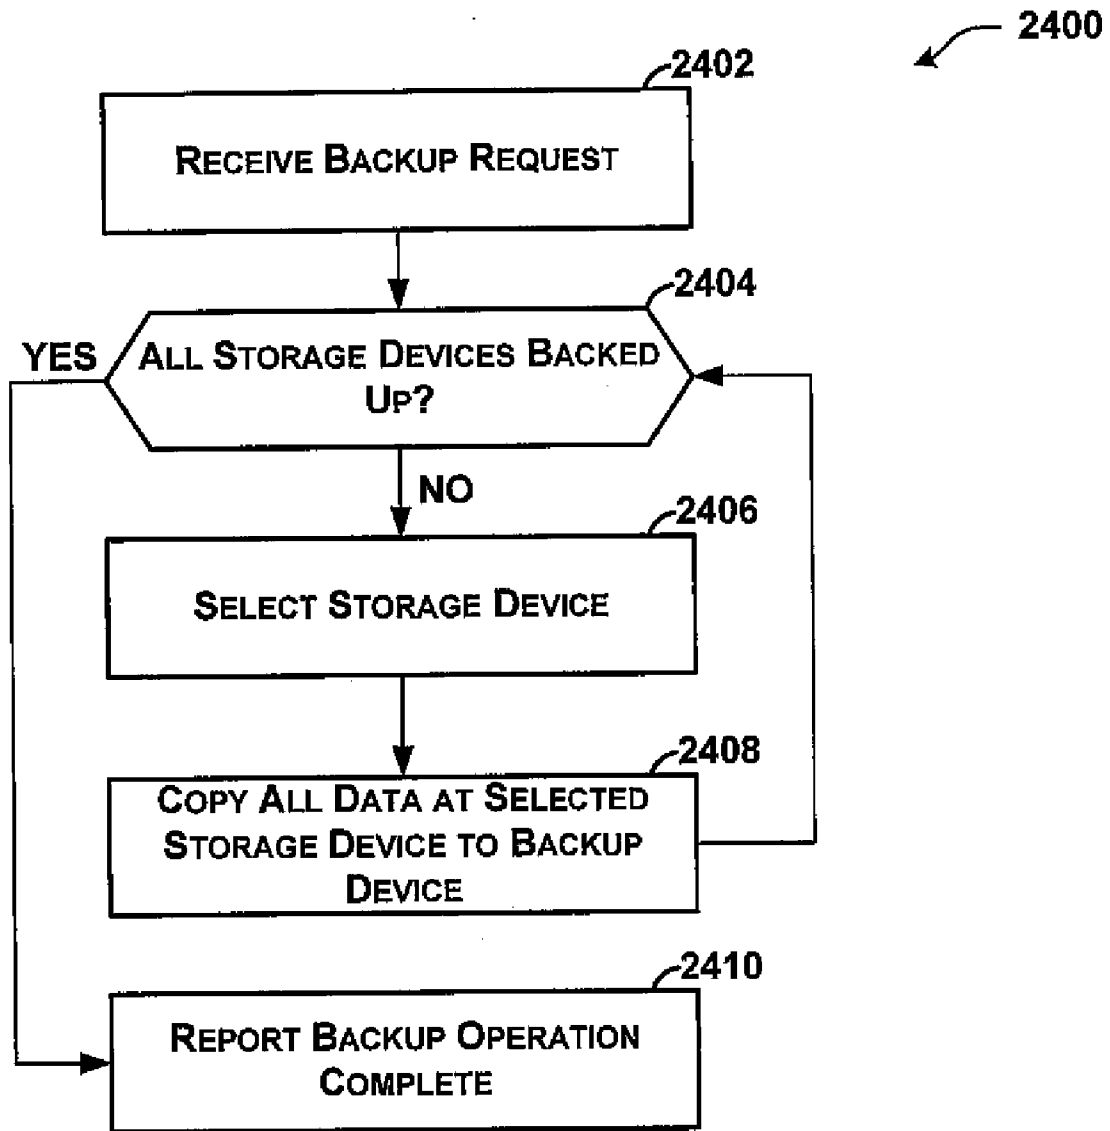 2400
2402
RECEIVE BACKUP REQUEST
2404
YES
ALL STORAGE DEVICES BACKED
UP?
NO
2406
SELECT STORAGE DEVICE
2408
COPY ALL DATA AT SELECTED
STORAGE DEVICE TO BACKUP
DEVICE
2410
REPORT BACKUP OPERATION
COMPLETE